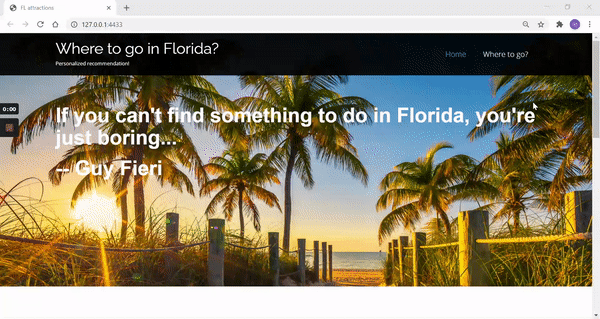 FL attractions
127.0.0.1:4433
Where to go in Florida?
Personalized recommendation!
Home
Where to go?
0:00
If you can't find something to do in Florida, you're
just boring...
-- Guy Fieri